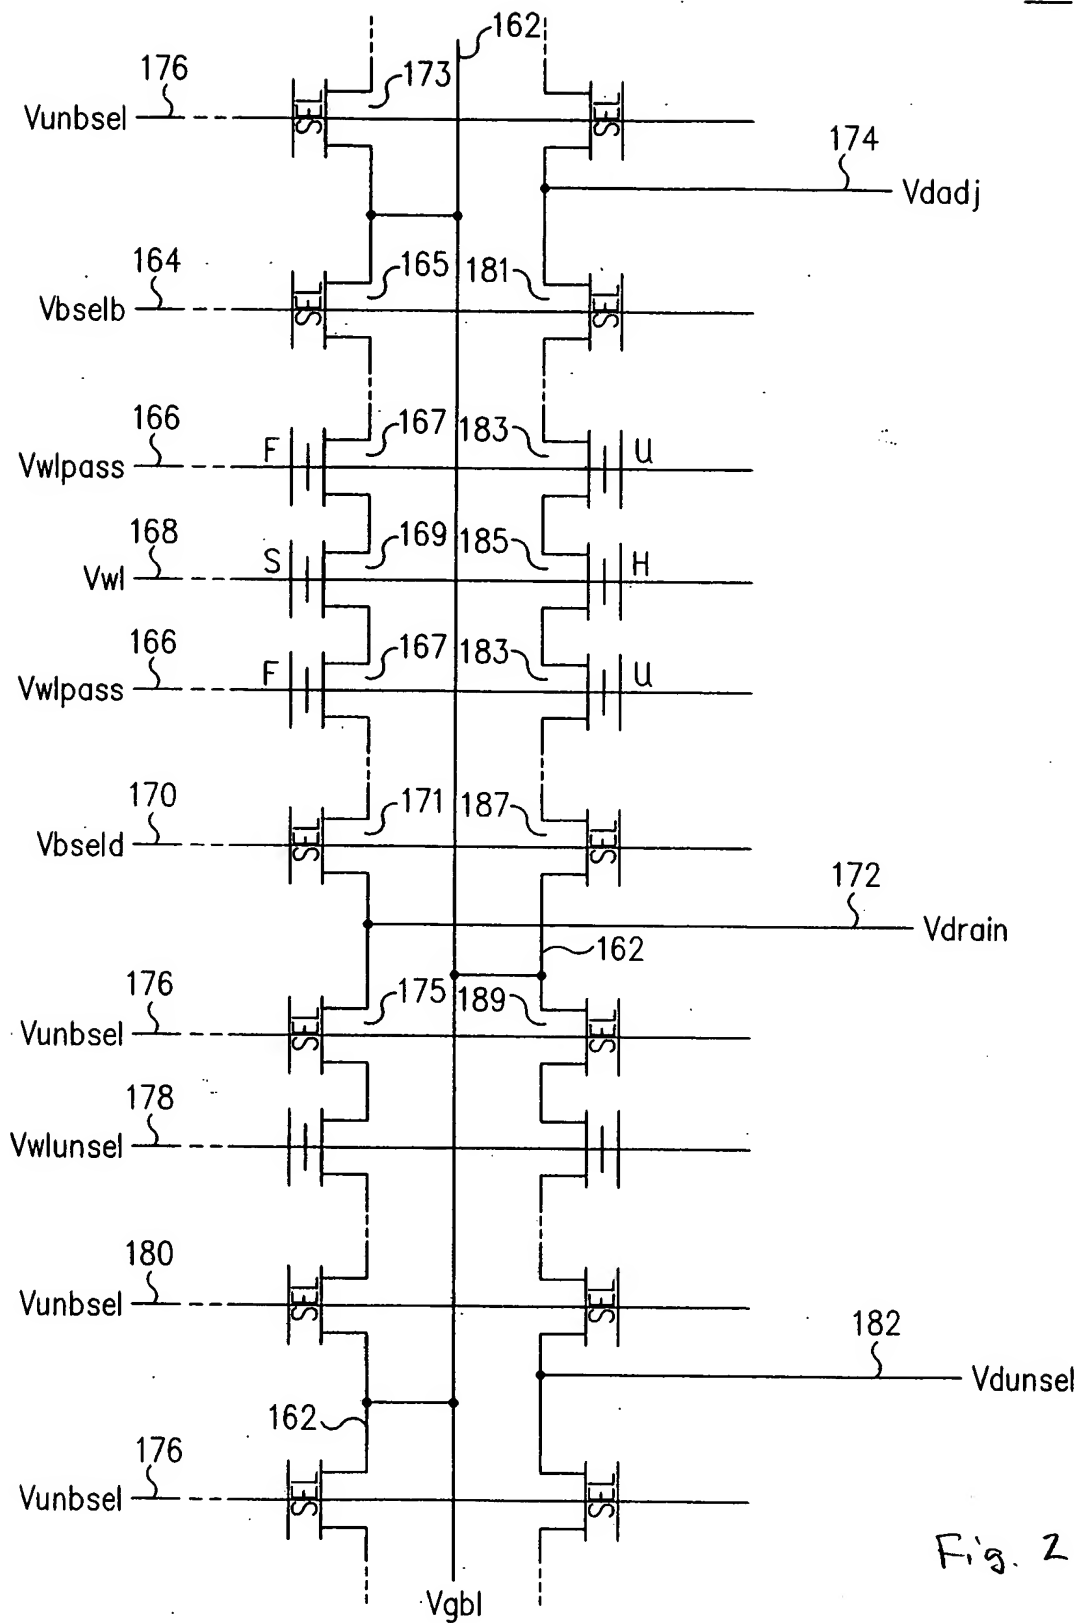 162
176
173
Vunbsel
SEL
SEL
174
Vdadj
164
165
181
Vbselb
SEL
SEL
166
167
183
Vwlpass
F
U
168
169
185
Vwl
S
H
166
167
183
Vwlpass
F
U
170
171
187
Vbseld
SEL
SEL
172
Vdrain
162
176
175
189
Vunbsel
SEL
SEL
178
Vwlunsel
180
Vunbsel
SEL
SEL
182
Vdunsel
162
176
Vunbsel
SEL
SEL
Fig. 2
Vgbl